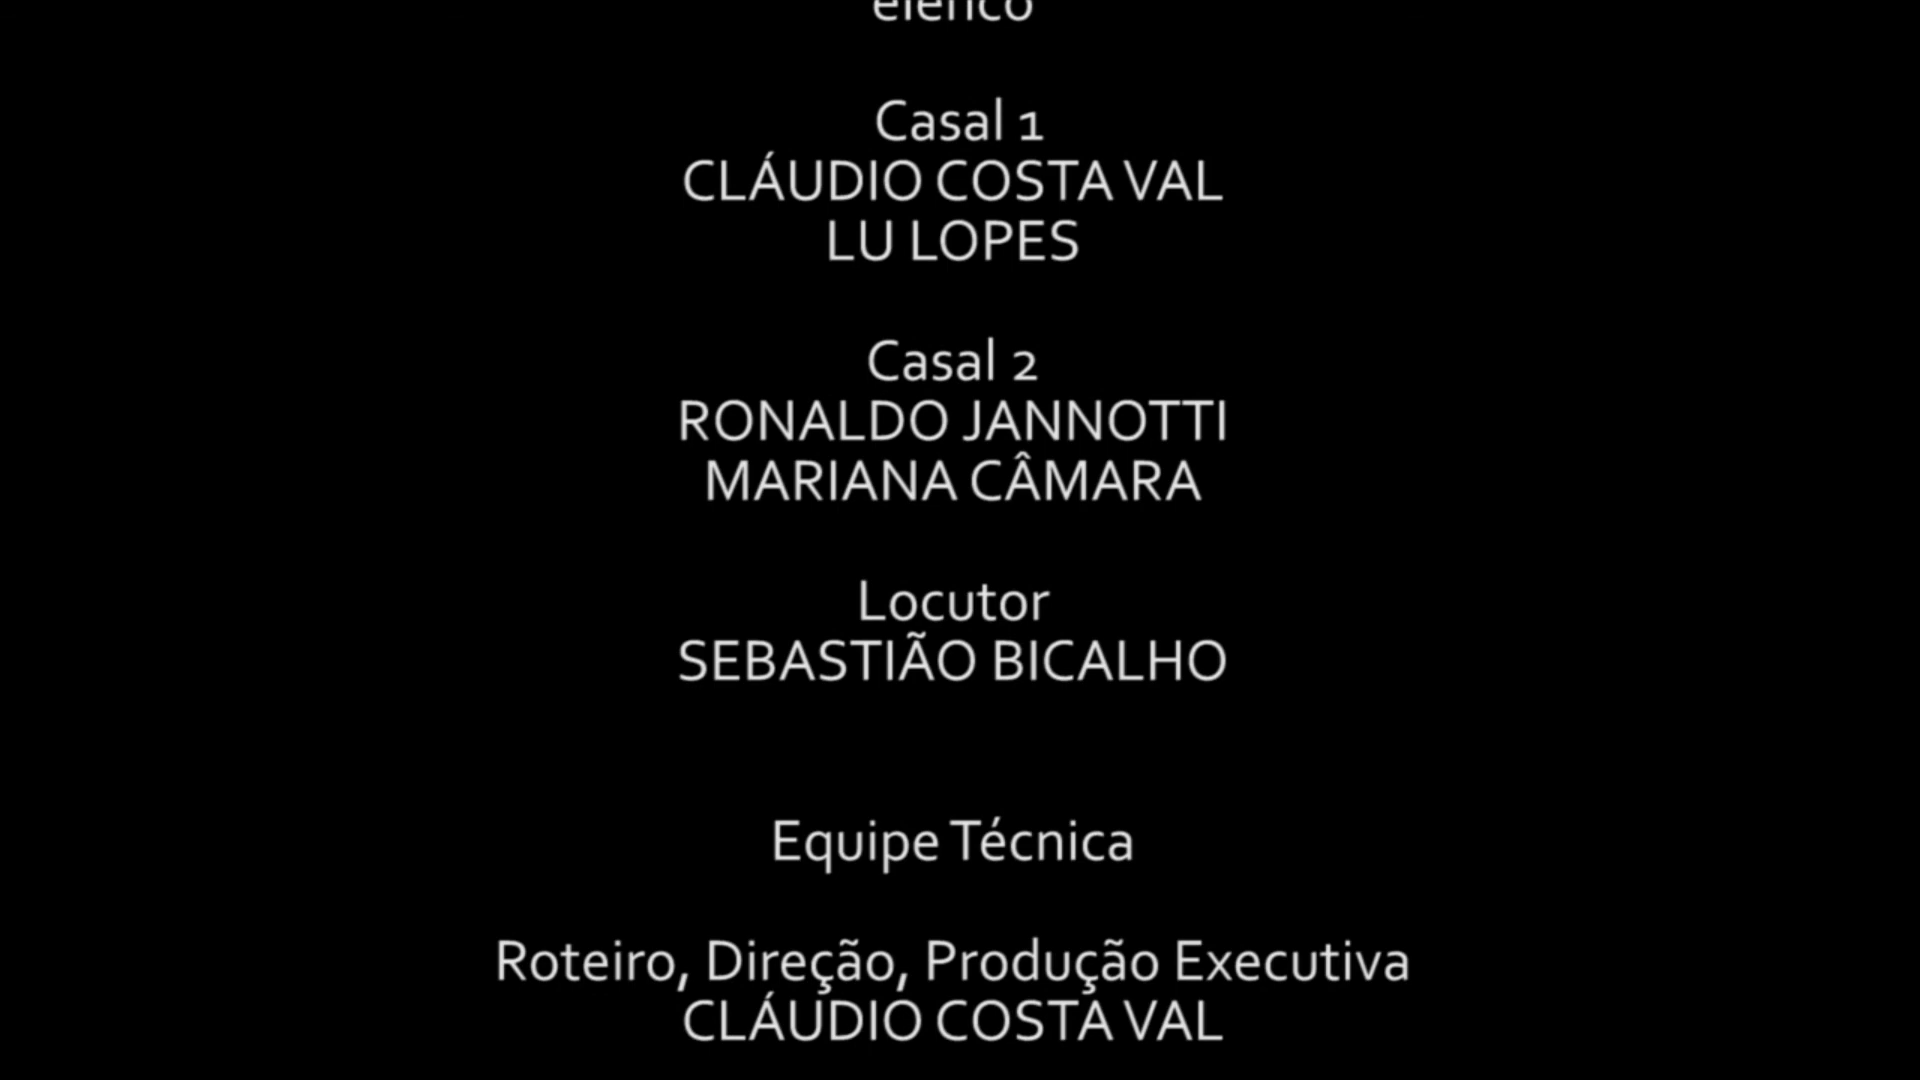 elenco
Casal 1
CLÁUDIO COSTA VAL
LU LOPES
Casal 2
RONALDO JANNOTTI
MARIANA CÂMARA
Locutor
SEBASTIÃO BICALHO
Equipe Técnica
Roteiro, Direção, Produção Executiva
CLÁUDIO COSTA VAL